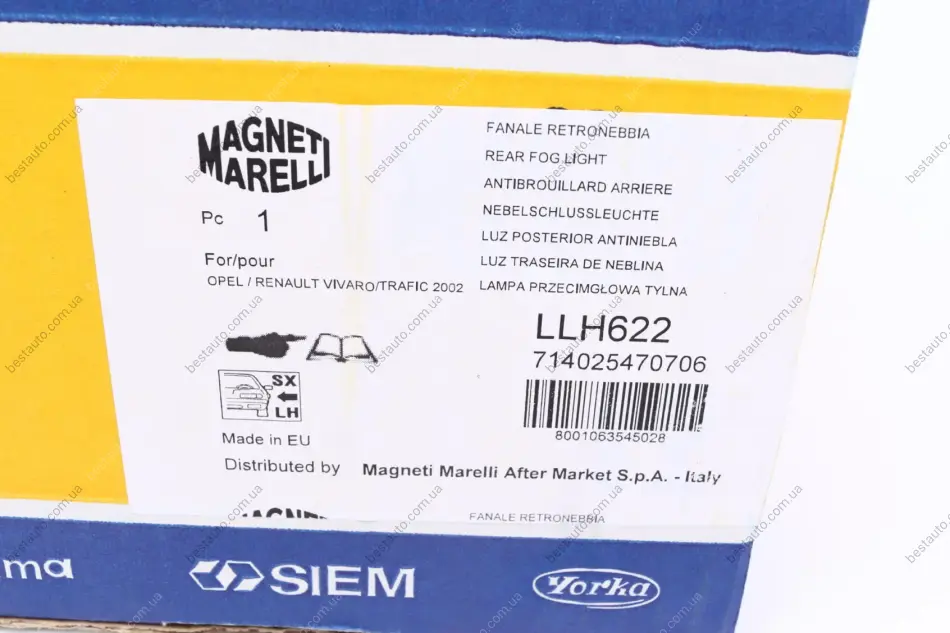 MAGNETI
MARELLI
Pc 1
For/pour
OPEL / RENAULT VIVARO/TRAFIC 2002
SX
LH
Made in EU
Distributed by Magneti Marelli After Market S.p.A. - Italy
FANALE RETRONEBBIA
REAR FOG LIGHT
ANTIBROUILLARD ARRIERE
NEBELSCHLUSSLEUCHTE
LUZ POSTERIOR ANTINIEBLA
LUZ TRASEIRA DE NEBLINA
LAMPA PRZECIMGŁOWA TYLNA
LLH622
714025470706
8001063545028
FANALE RETRONEBBIA
SIEM
Yorka
bestauto.com.ua